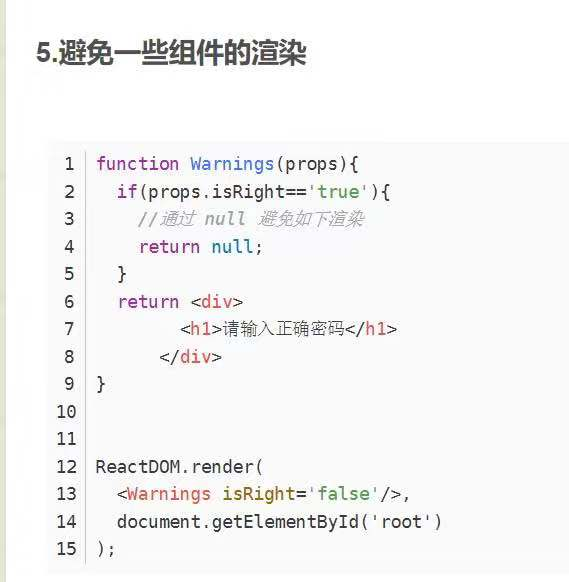 5.避免一些组件的渲染
1 function Warnings(props){
2   if(props.isRight=='true'){
3     //通过 null 避免如下渲染
4     return null;
5   }
6   return <div>
7         <h1>请输入正确密码</h1>
8       </div>
9 }
10
11
12 ReactDOM.render(
13   <Warnings isRight='false'/>,
14   document.getElementById('root')
15 );